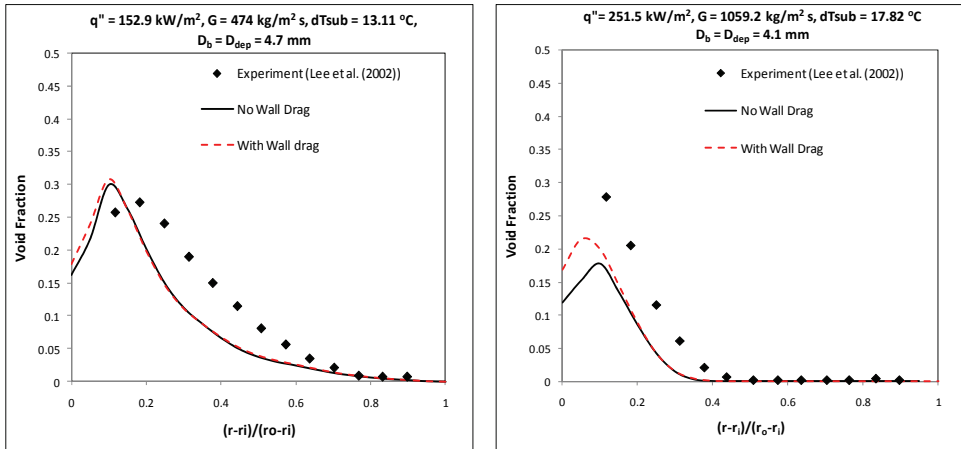 q" = 152.9 kW/m², G = 474 kg/m² s, dTsub = 13.11 °C,
D_b = D_dep = 4.7 mm
0.5
0.45
0.4
0.35
0.3
0.25
0.2
0.15
0.1
0.05
0
Void Fraction
Experiment (Lee et al. (2002))
No Wall Drag
With Wall drag
0
0.2
0.4
0.6
0.8
1
(r-ri)/(ro-ri)
q"= 251.5 kW/m², G = 1059.2 kg/m² s, dTsub = 17.82 °C
D_b = D_dep = 4.1 mm
0.5
0.45
0.4
0.35
0.3
0.25
0.2
0.15
0.1
0.05
0
Void Fraction
Experiment (Lee et al. (2002))
No Wall Drag
With Wall Drag
0
0.2
0.4
0.6
0.8
1
(r-r_i)/(r_o-r_i)